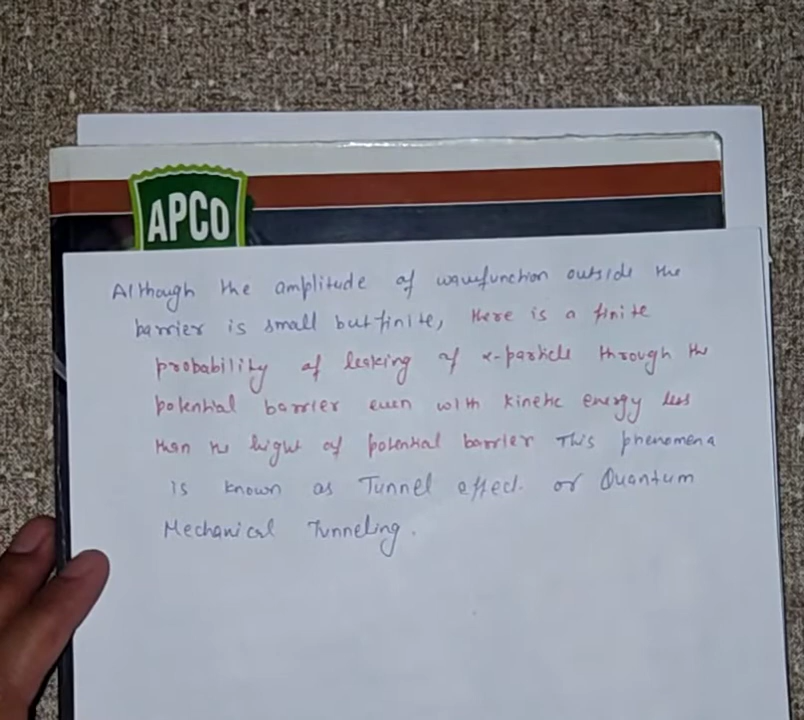 APCO
Although the amplitude of wavefunction outside the
barrier is small but finite, there is a finite
probability of leaking of α-particle through the
potential barrier even with kinetic energy less
than the hight of potential barrier This phenomena
is known as Tunnel effect. or Quantum
Mechanical Tunneling.